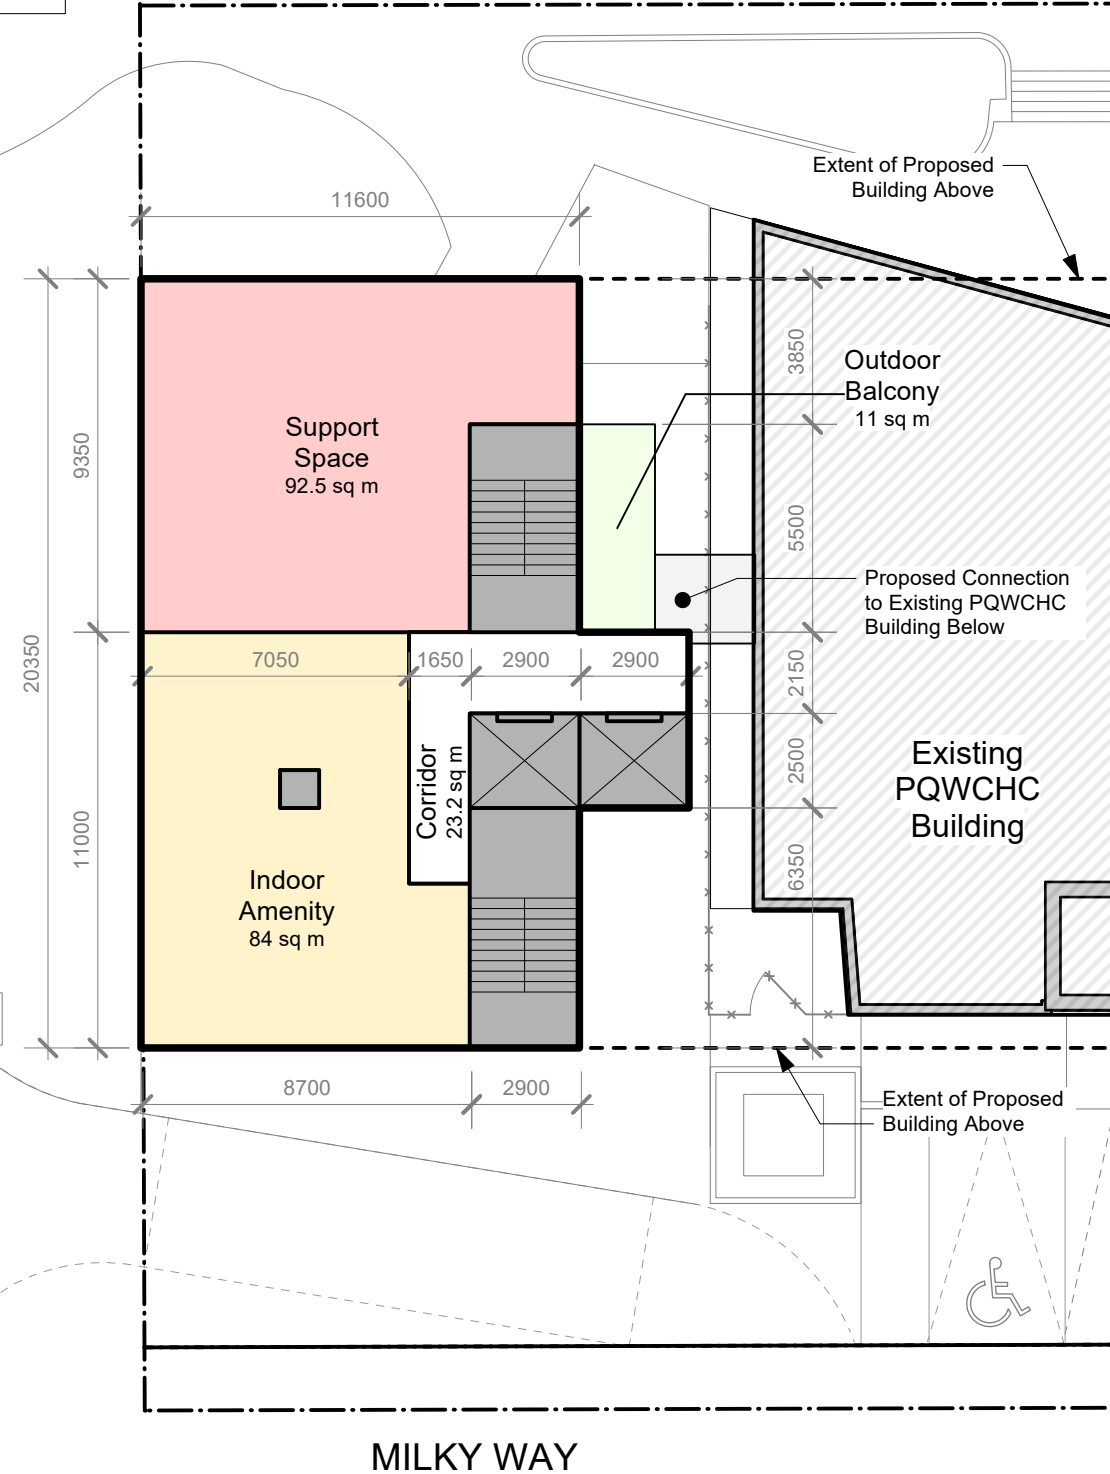 Extent of Proposed
Building Above
11600
3850
Outdoor
Balcony
11 sq m
Support
Space
92.5 sq m
9350
5500
Proposed Connection
to Existing PQWCHC
Building Below
20350
7050
1650
2900
2900
2150
Corridor
23.2 sq m
2500
Existing
PQWCHC
Building
11000
6350
Indoor
Amenity
84 sq m
8700
2900
Extent of Proposed
Building Above
MILKY WAY